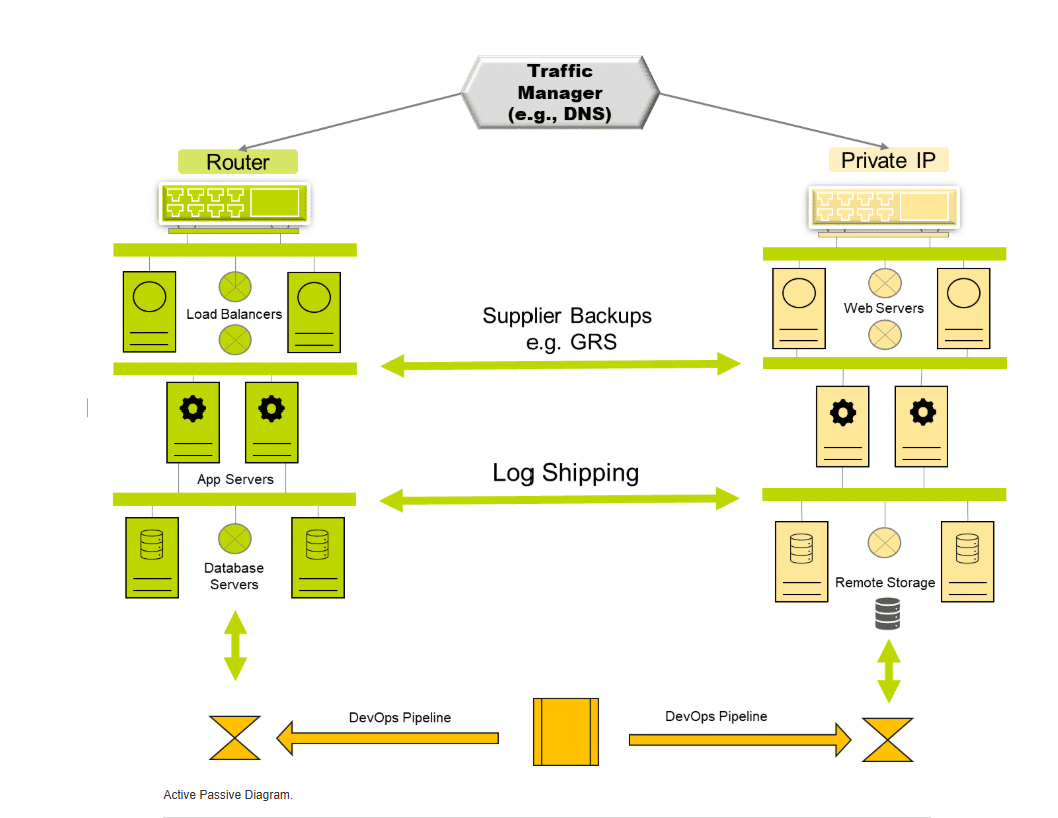 Traffic
Manager
(e.g., DNS)
Router
Private IP
Load Balancers
Web Servers
Supplier Backups
e.g. GRS
App Servers
Log Shipping
Database
Servers
Remote Storage
DevOps Pipeline
DevOps Pipeline
Active Passive Diagram.